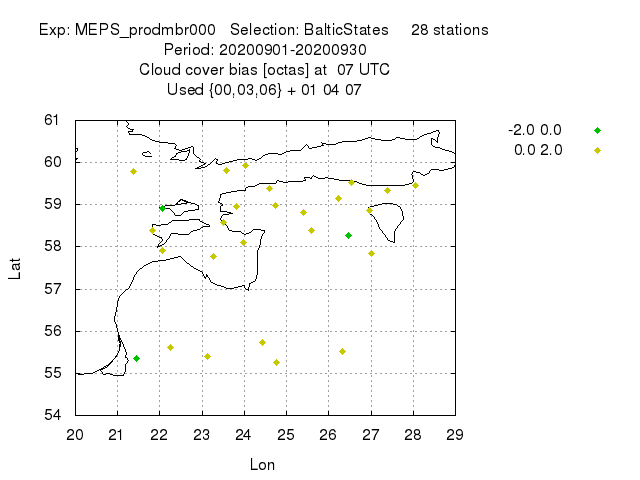 Exp: MEPS_prodmbr000 Selection: BalticStates 28 stations
Period: 20200901-20200930
Cloud cover bias [octas] at 07 UTC
Used {00,03,06} + 01 04 07
-2.0 0.0
0.0 2.0
61
60
59
58
57
56
55
54
Lat
20 21 22 23 24 25 26 27 28 29
Lon